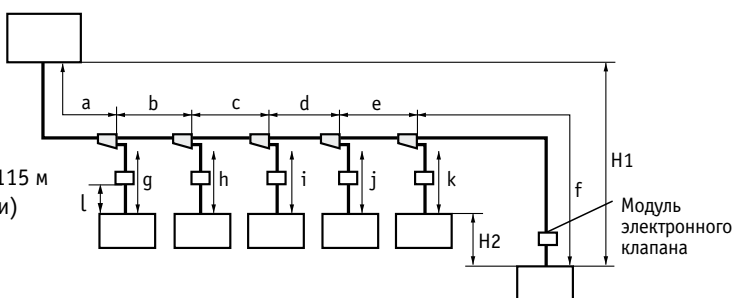 a b c d e
115 м
и)
l
g h i j k
H1
H2
f
Модуль
электронного
клапана